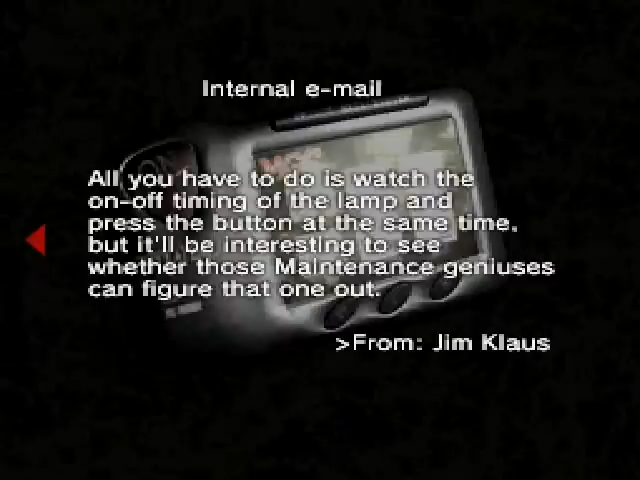 Internal e-mail
All you have to do is watch the
on-off timing of the lamp and
press the button at the same time,
but it'll be interesting to see
whether those Maintenance geniuses
can figure that one out.
>From: Jim Klaus